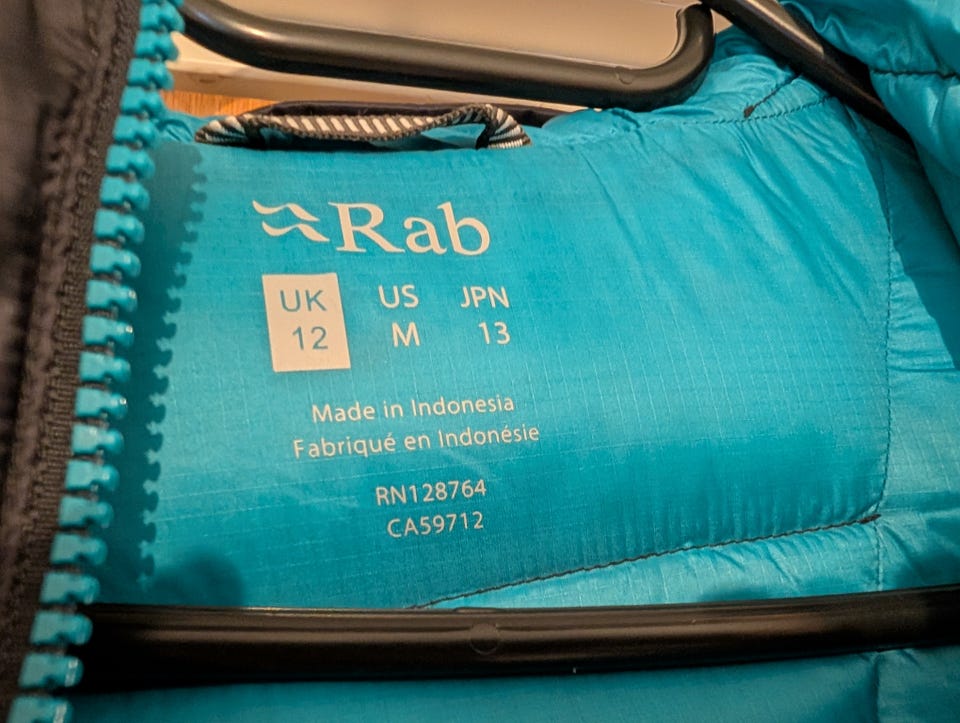 Rab
UK US JPN
12 M 13
Made in Indonesia
Fabriqué en Indonésie
RN128764
CA59712